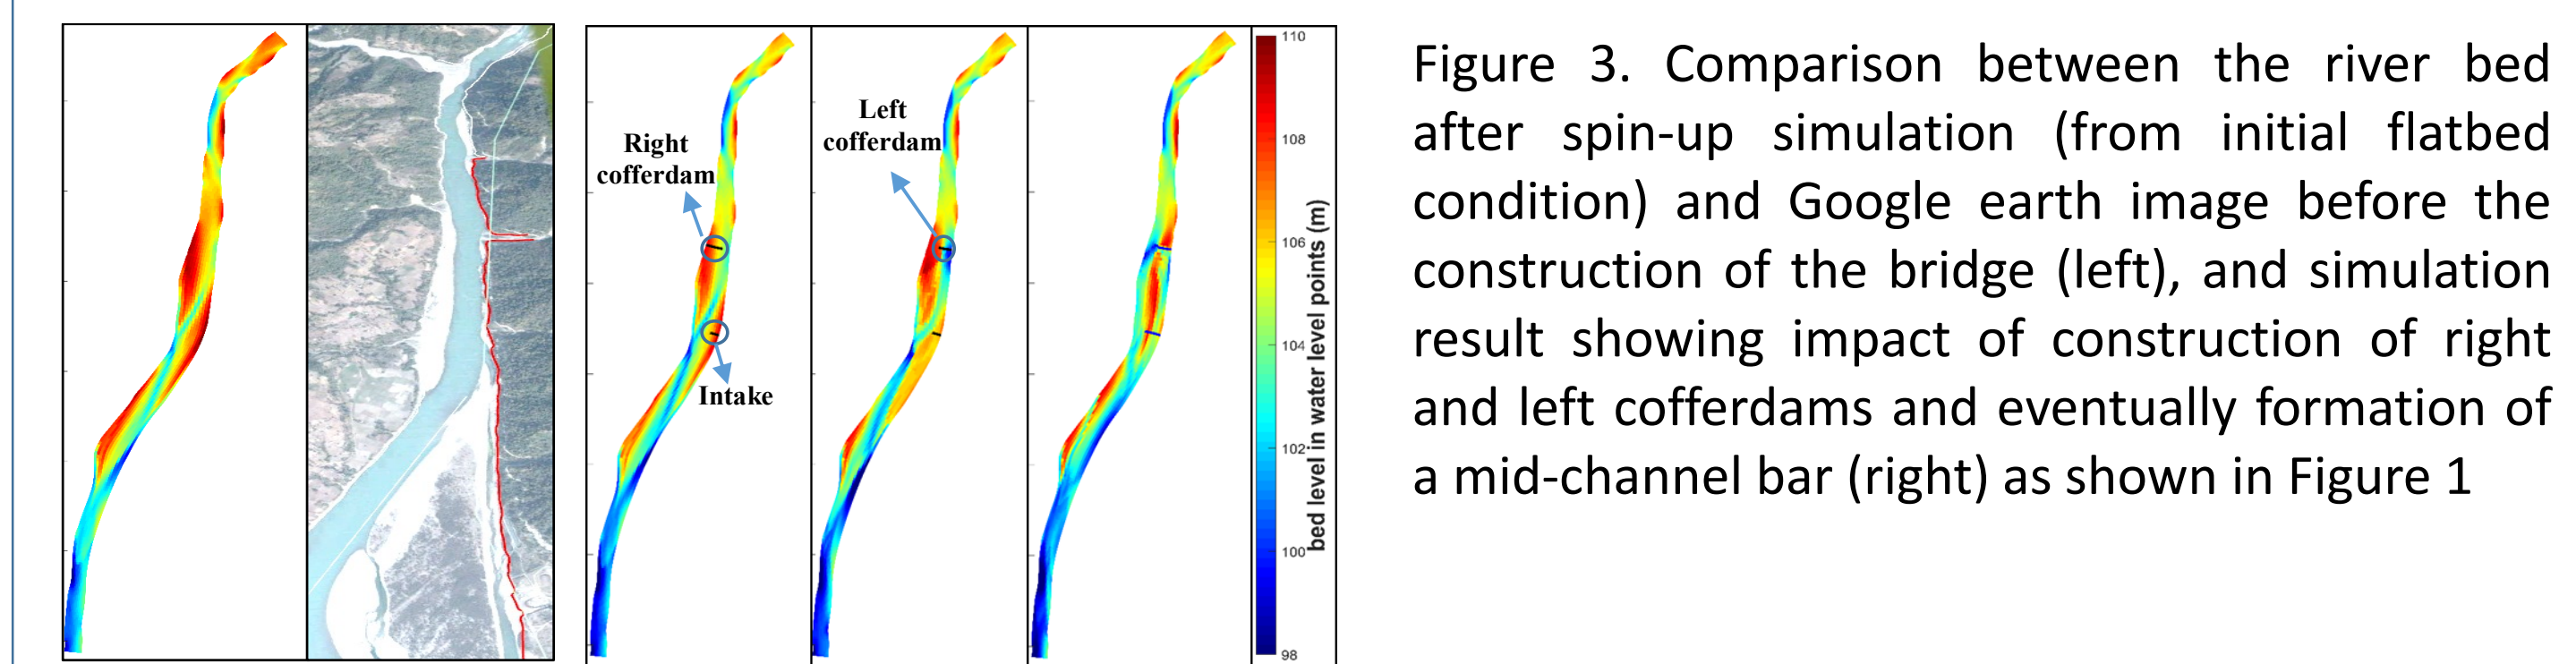 Right
cofferdam
Left
cofferdam
Intake
110
108
106
104
102
100
98
bed level in water level points (m)
Figure 3. Comparison between the river bed
after spin-up simulation (from initial flatbed
condition) and Google earth image before the
construction of the bridge (left), and simulation
result showing impact of construction of right
and left cofferdams and eventually formation of
a mid-channel bar (right) as shown in Figure 1